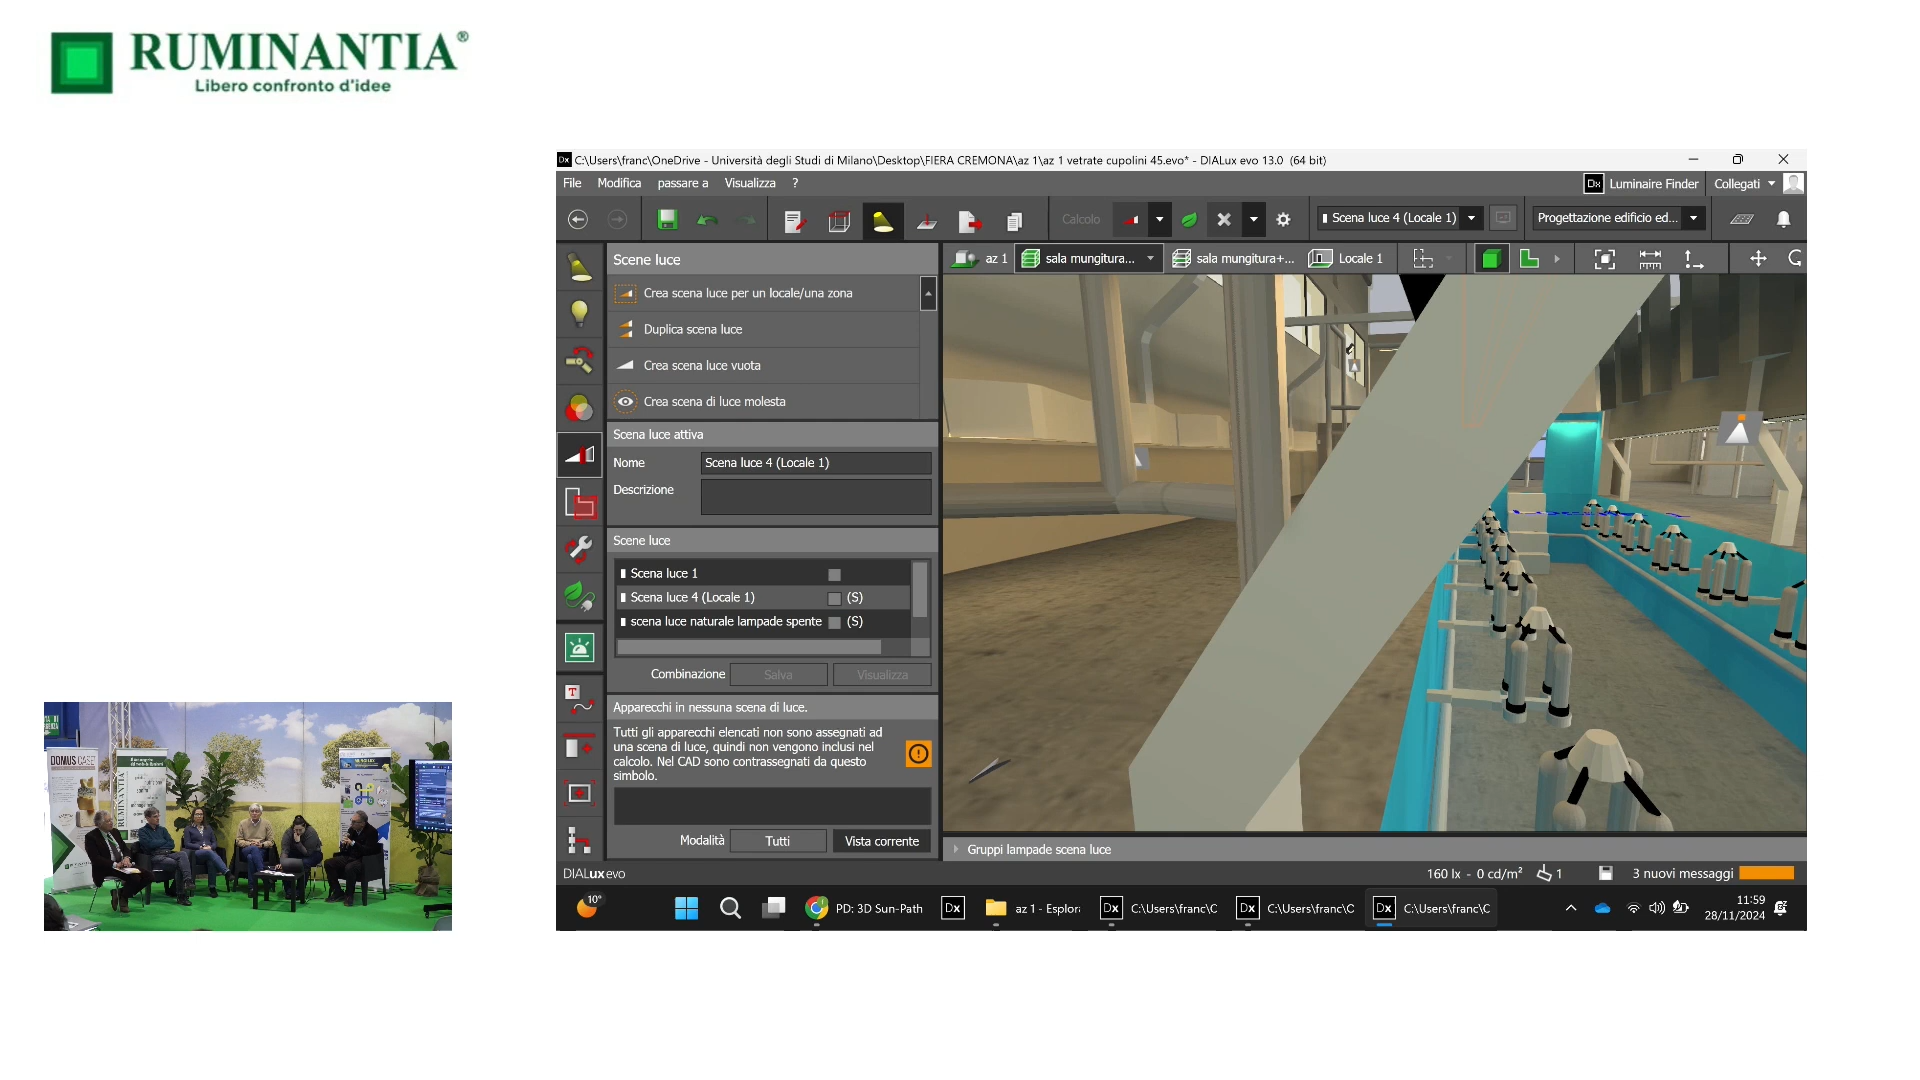 RUMINANTIA®
Libero confronto d'idee
Dx C:\Users\franc\OneDrive - Università degli Studi di Milano\Desktop\FIERA CREMONA\az 1\az 1 vetrate cupolini 45.evo* - DIALux evo 13.0 (64 bit)
File Modifica passare a Visualizza ?
Dx Luminaire Finder Collegati
Calcolo
Scena luce 4 (Locale 1)
Progettazione edificio ed...
Scene luce
az 1 sala mungitura... sala mungitura+... Locale 1
Crea scena luce per un locale/una zona
Duplica scena luce
Crea scena luce vuota
Crea scena di luce molesta
Scena luce attiva
Nome Scena luce 4 (Locale 1)
Descrizione
Scene luce
Scena luce 1
Scena luce 4 (Locale 1) (S)
scena luce naturale lampade spente (S)
Combinazione Salva Visualizza
Apparecchi in nessuna scena di luce.
Tutti gli apparecchi elencati non sono assegnati ad
una scena di luce, quindi non vengono inclusi nel
calcolo. Nel CAD sono contrassegnati da questo
simbolo.
Modalità Tutti Vista corrente
Gruppi lampade scena luce
DIALux evo
160 lx - 0 cd/m² 1 3 nuovi messaggi
10°
PD: 3D Sun-Path
Dx
az 1 - Esplor
Dx C:\Users\franc\C
Dx C:\Users\franc\C
Dx C:\Users\franc\C
11:59
28/11/2024
DOMUS CASE
RUMINANTIA